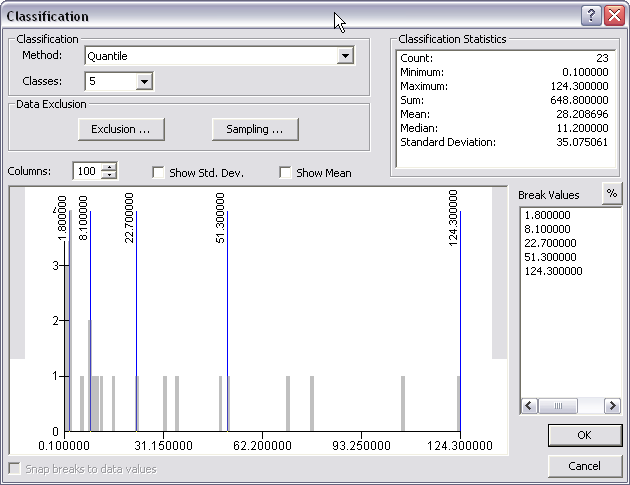 Classification
Classification
Method: Quantile
Classes: 5
Data Exclusion
Exclusion ...
Sampling ...
Classification Statistics
Count: 23
Minimum: 0.100000
Maximum: 124.300000
Sum: 648.800000
Mean: 28.208696
Median: 11.200000
Standard Deviation: 35.075061
Columns: 100
Show Std. Dev.
Show Mean
%
Break Values
1.800000
8.100000
22.700000
51.300000
124.300000
1.800000
8.100000
22.700000
51.300000
124.300000
4
3
2
1
0
0.100000 31.150000 62.200000 93.250000 124.300000
OK
Cancel
Snap breaks to data values